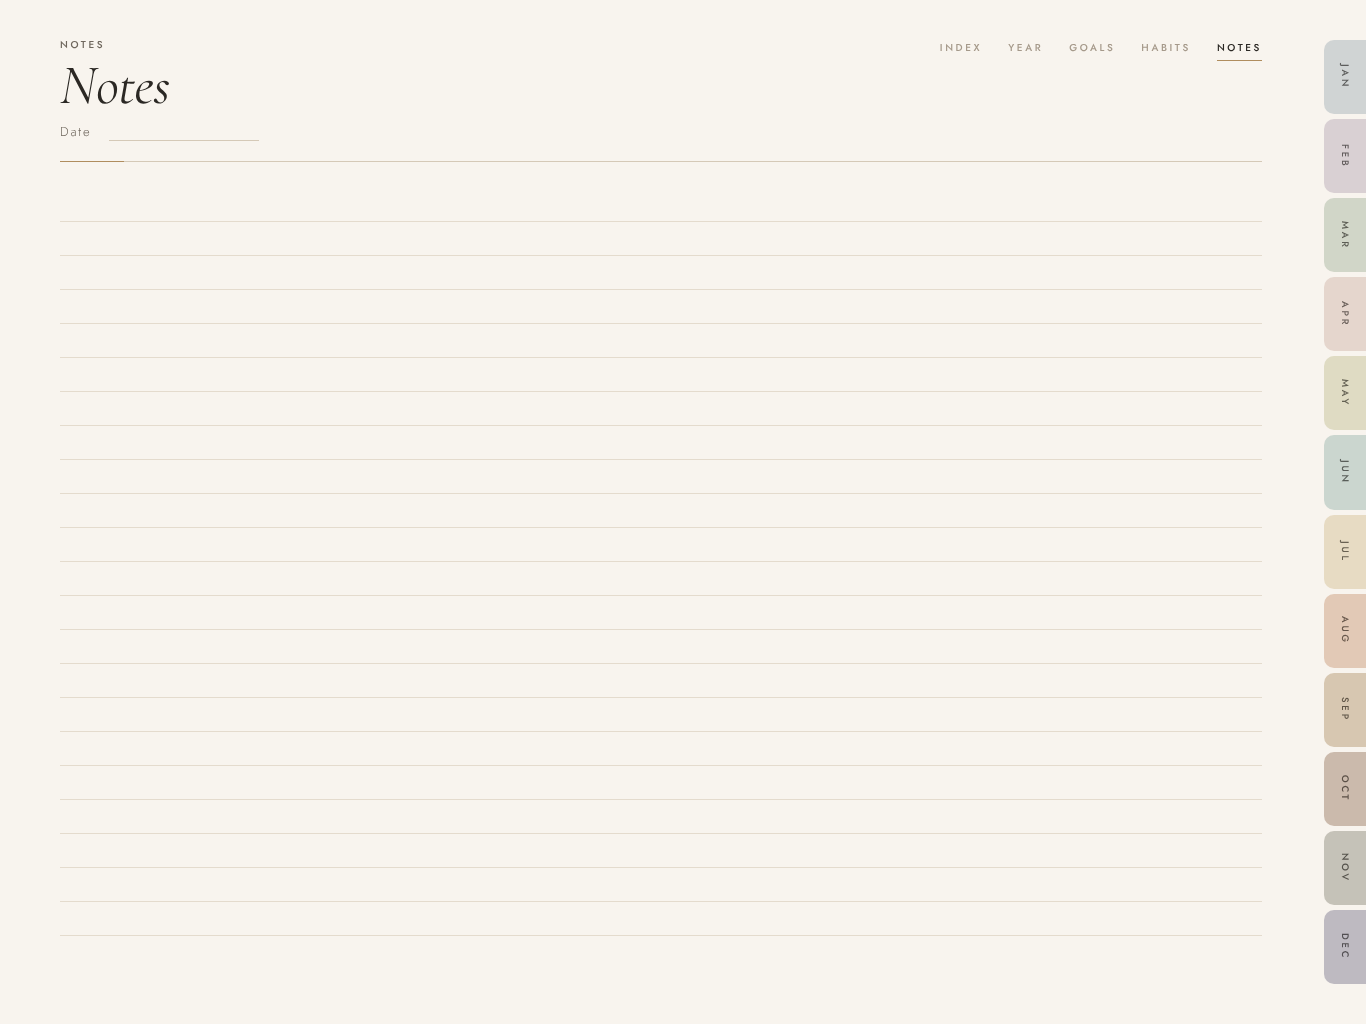 NOTES
INDEX YEAR GOALS HABITS NOTES
Notes
Date
JAN
FEB
MAR
APR
MAY
JUN
JUL
AUG
SEP
OCT
NOV
DEC